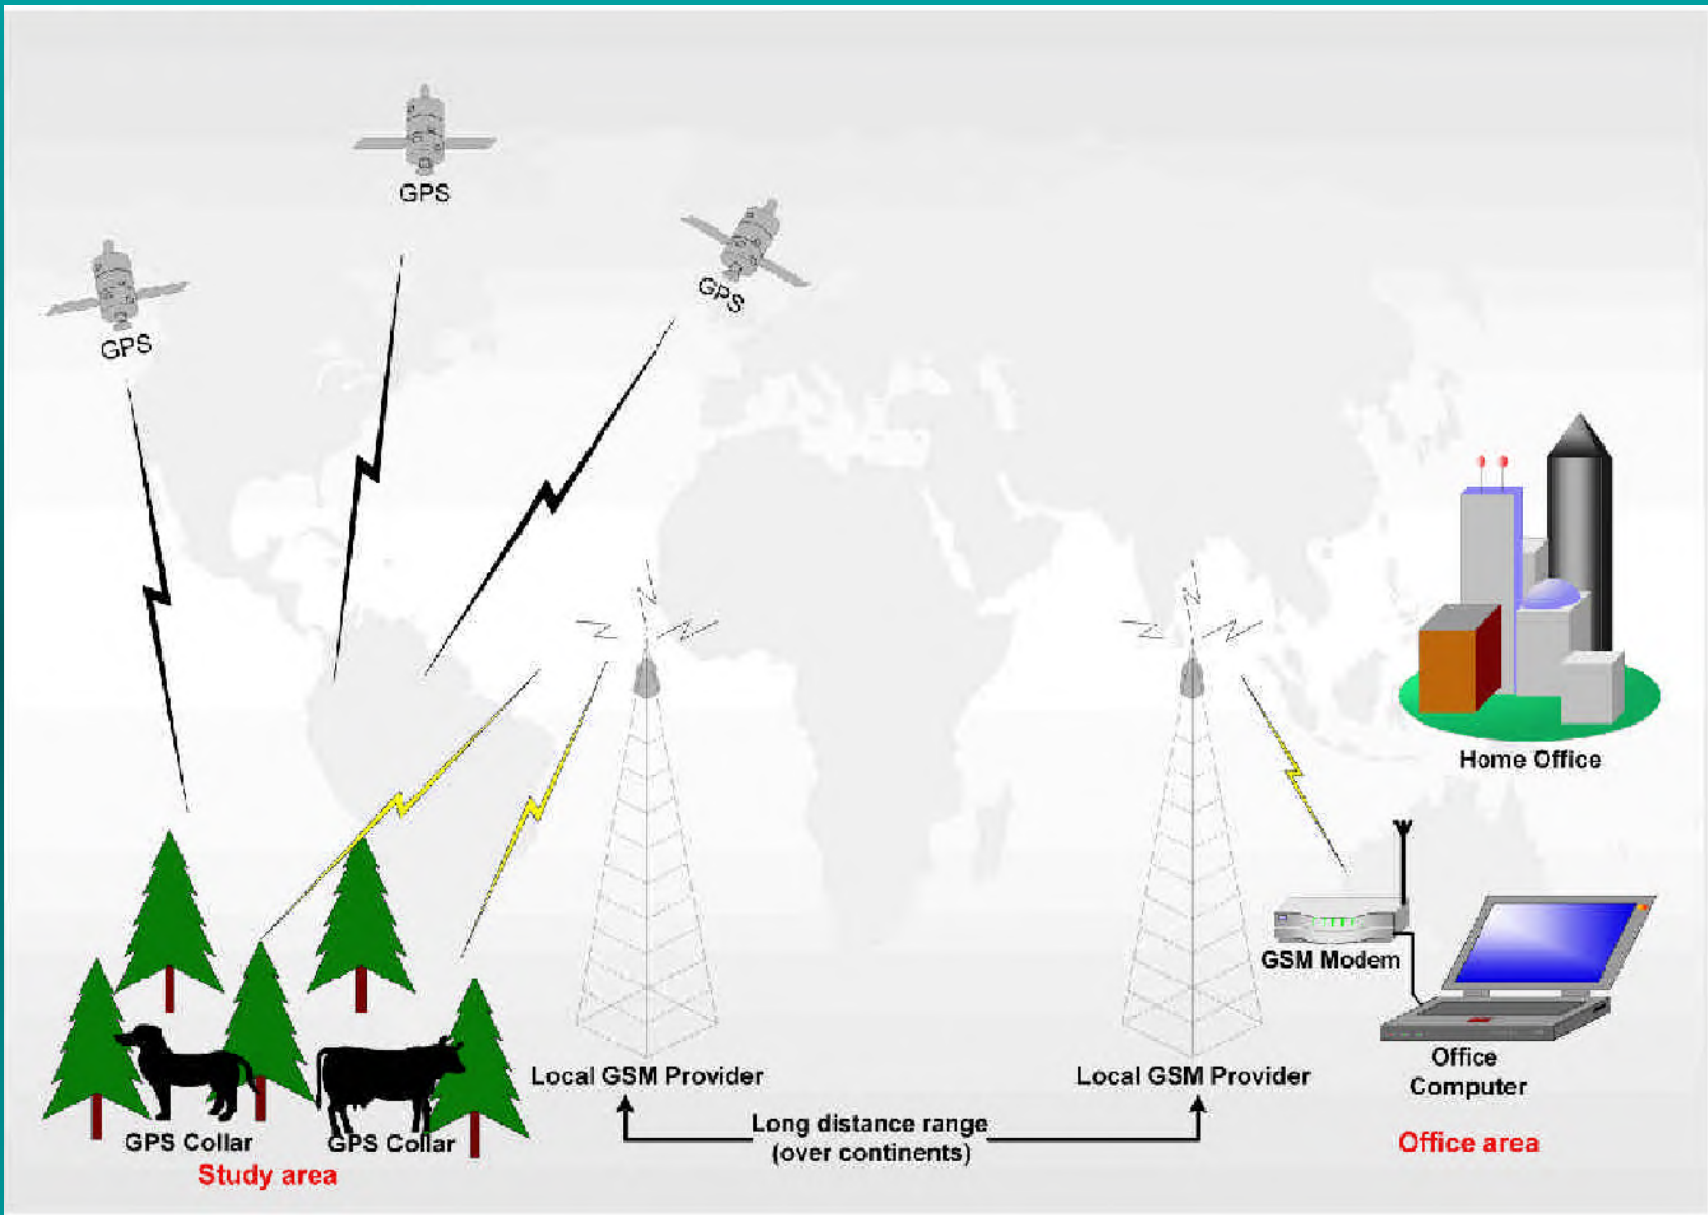 GPS
GPS
GPS
Home Office
GSM Modem
Office
Computer
Local GSM Provider
Local GSM Provider
Long distance range
(over continents)
GPS Collar
GPS Collar
Study area
Office area